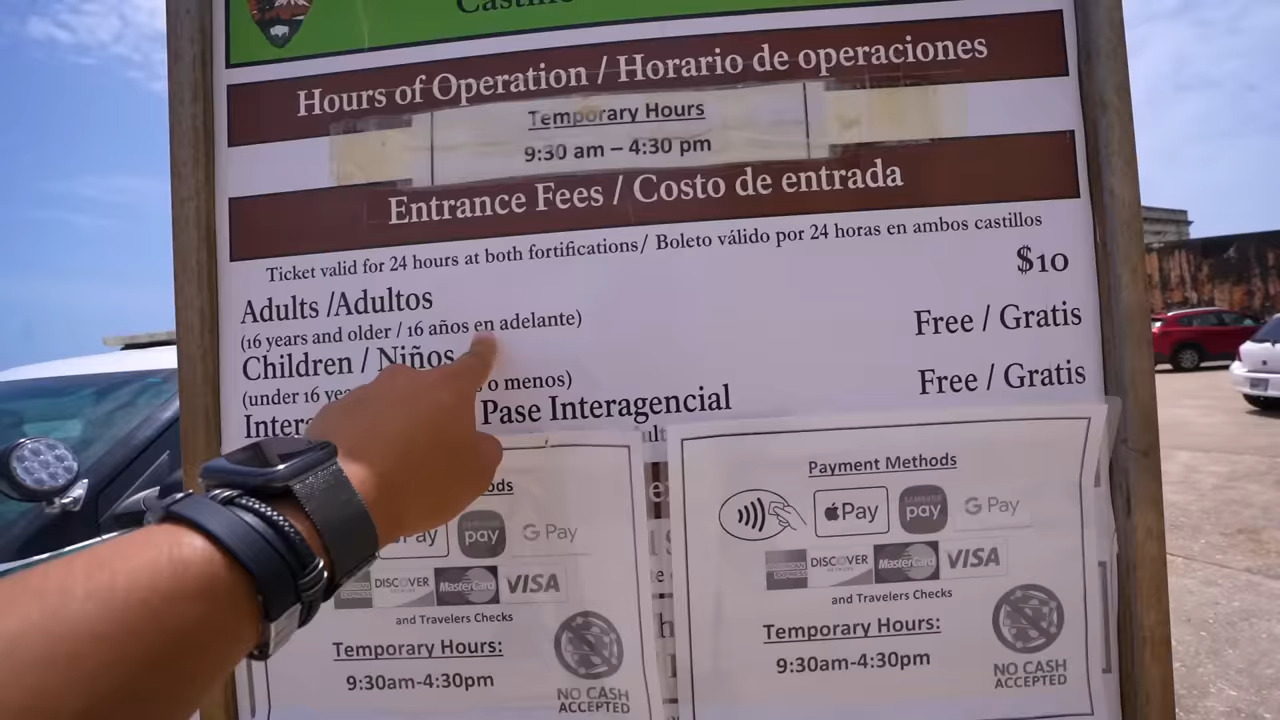 Castillo
Hours of Operation / Horario de operaciones
Temporary Hours
9:30 am – 4:30 pm
Entrance Fees / Costo de entrada
Ticket valid for 24 hours at both fortifications/ Boleto válido por 24 horas en ambos castillos
Adults /Adultos $10
(16 years and older / 16 años en adelante)
Children / Niños Free / Gratis
(under 16 o menos)
Pase Interagencial Free / Gratis
Pay SAMSUNG pay G Pay
DISCOVER MasterCard VISA
and Travelers Checks
Temporary Hours:
9:30am-4:30pm
NO CASH
ACCEPTED
Payment Methods
Pay SAMSUNG pay G Pay
AMERICAN EXPRESS DISCOVER MasterCard VISA
and Travelers Checks
Temporary Hours:
9:30am-4:30pm
NO CASH
ACCEPTED